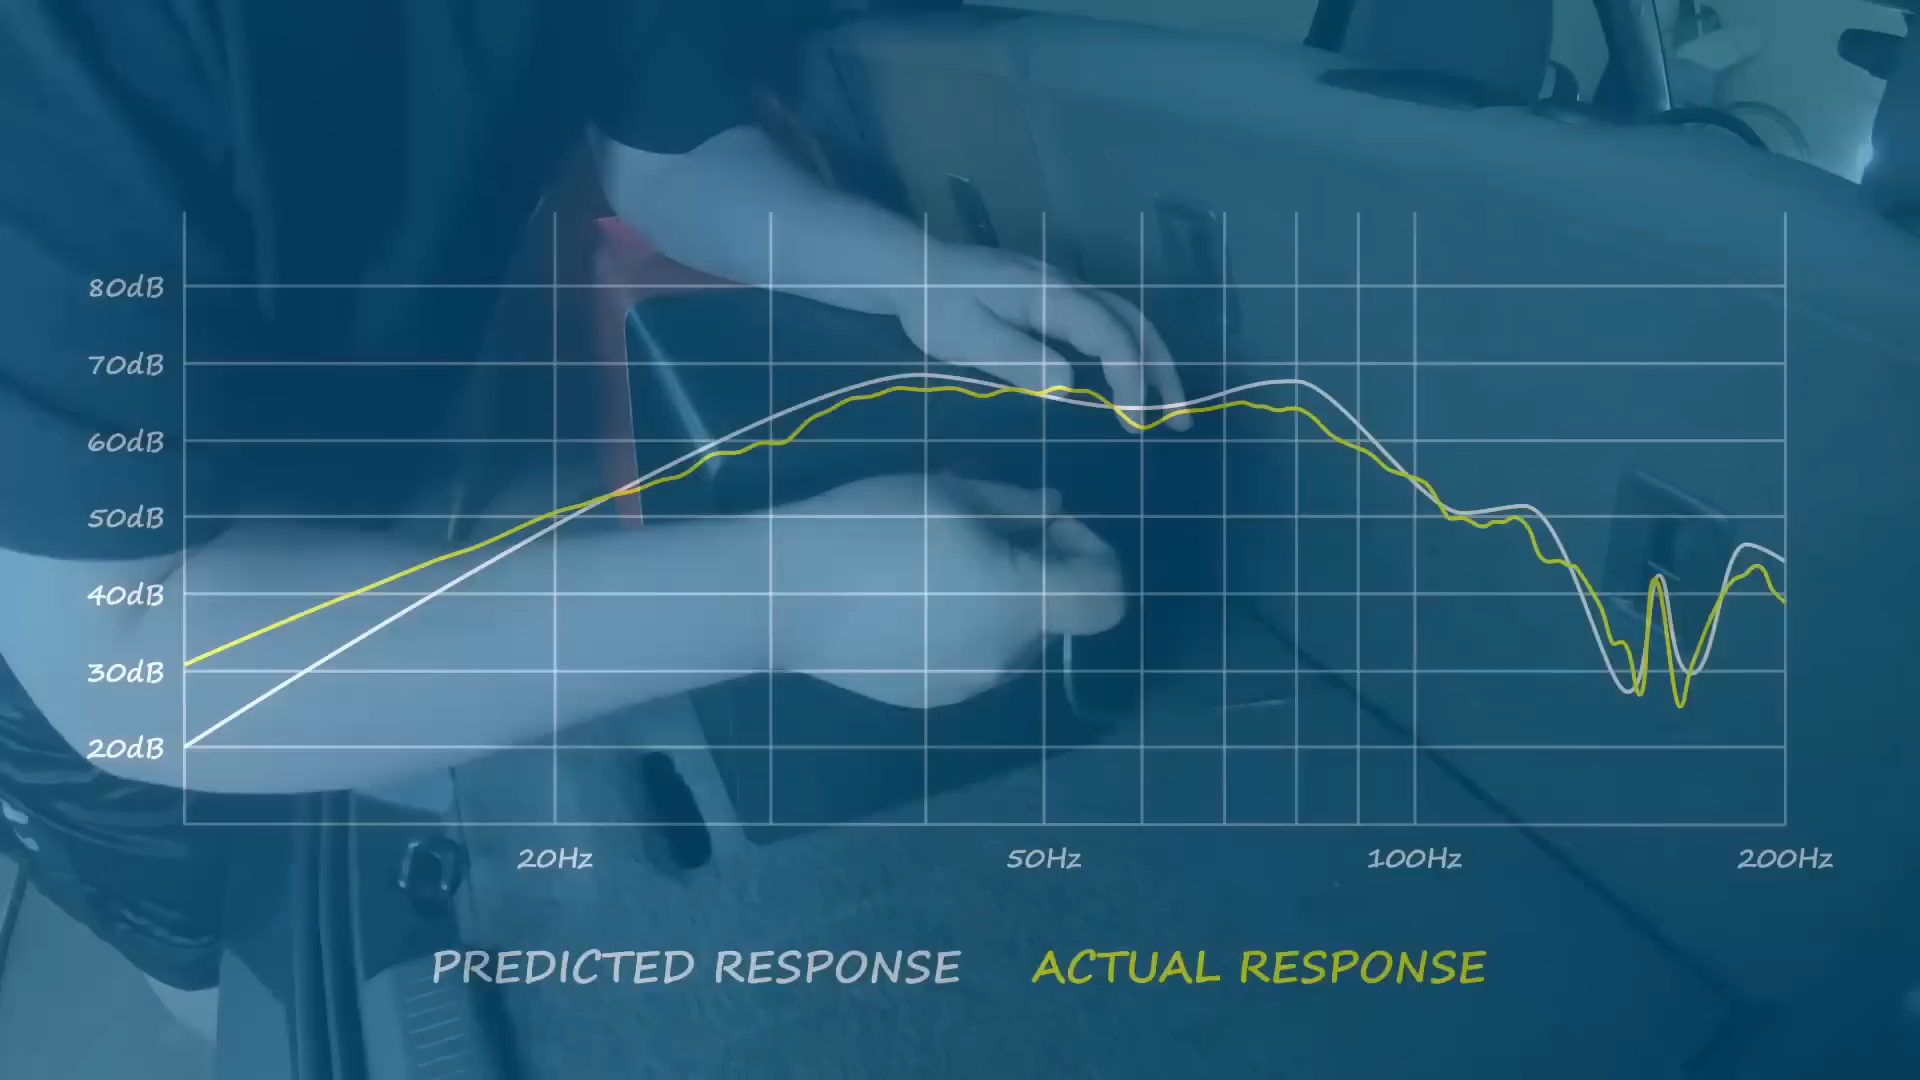 80dB
70dB
60dB
50dB
40dB
30dB
20dB
20Hz 50Hz 100Hz 200Hz
PREDICTED RESPONSE ACTUAL RESPONSE